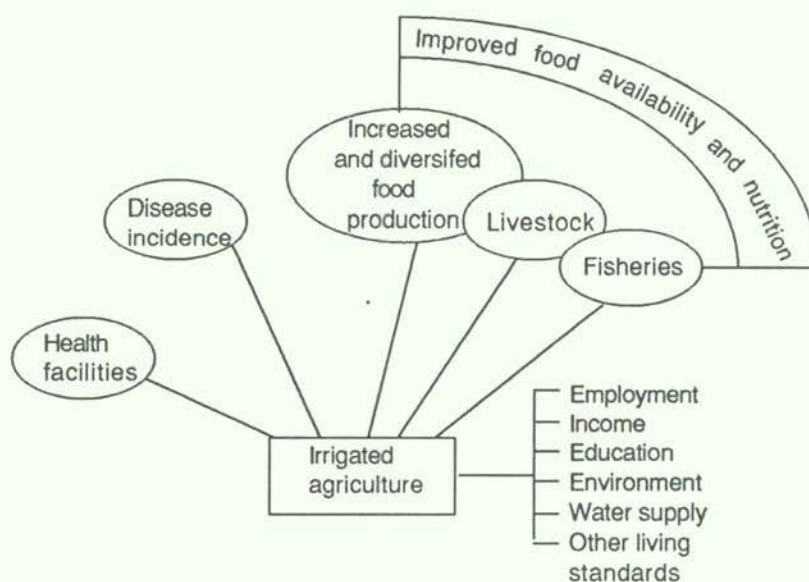 Improved food availability and nutrition
Increased
and diversifed
food
production
Livestock
Fisheries
Disease
incidence
Health
facilities
Irrigated
agriculture
Employment
Income
Education
Environment
Water supply
Other living
standards